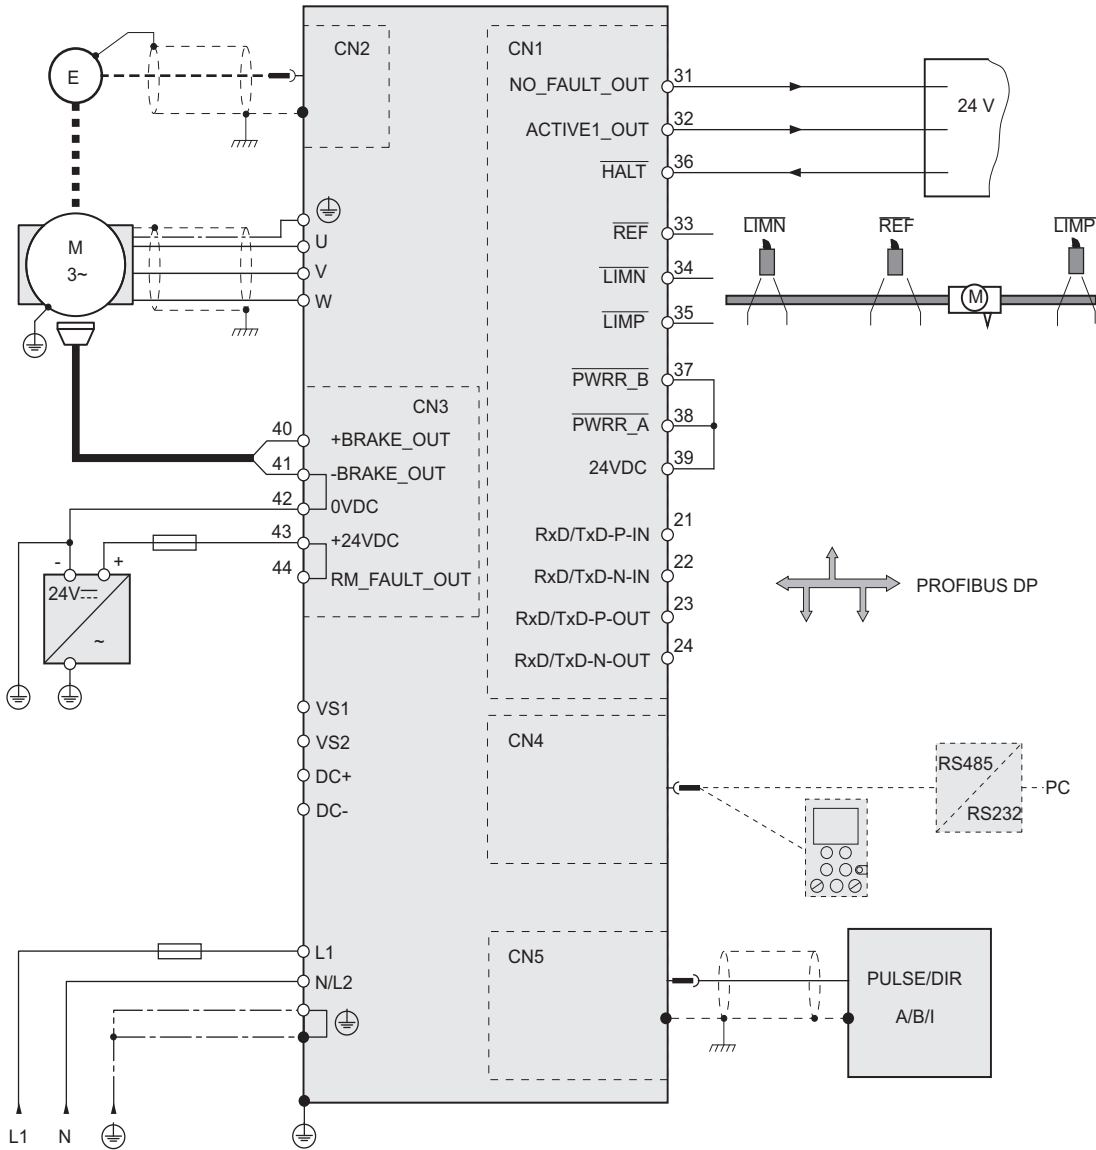 CN2
E
CN1
NO_FAULT_OUT 31
ACTIVE1_OUT 32
HALT 36
24 V
REF 33
LIMN 34
LIMP 35
LIMN REF LIMP
M
M
3~
U
V
W
PWRR_B 37
PWRR_A 38
24VDC 39
CN3
40 +BRAKE_OUT
41 -BRAKE_OUT
42 0VDC
43 +24VDC
44 RM_FAULT_OUT
- +
24V
~
RxD/TxD-P-IN 21
RxD/TxD-N-IN 22
RxD/TxD-P-OUT 23
RxD/TxD-N-OUT 24
PROFIBUS DP
VS1
VS2
DC+
DC-
CN4
RS485
RS232
PC
L1
N/L2
CN5
PULSE/DIR
A/B/I
L1 N